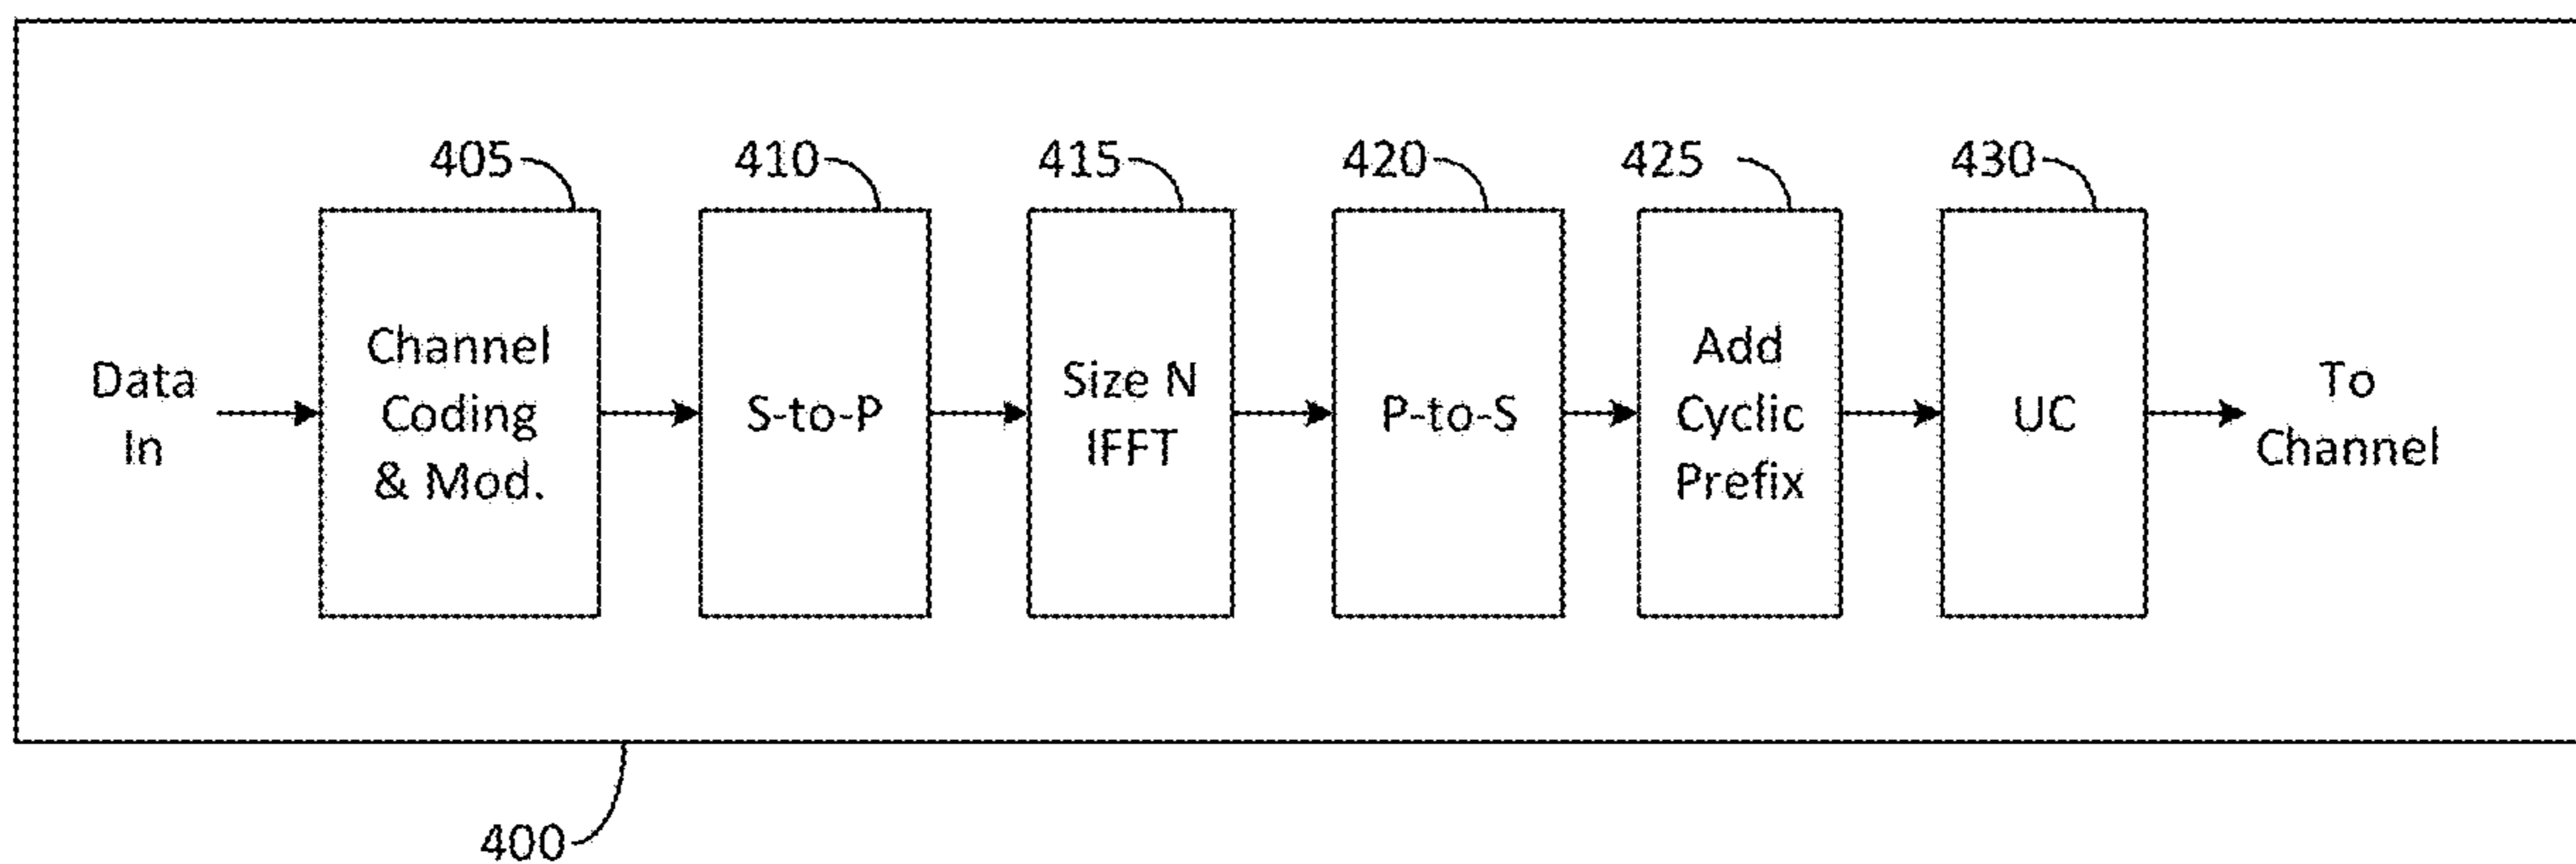 405
410
415
420
425
430
Data
In
Channel
Coding
& Mod.
S-to-P
Size N
IFFT
P-to-S
Add
Cyclic
Prefix
UC
To
Channel
400